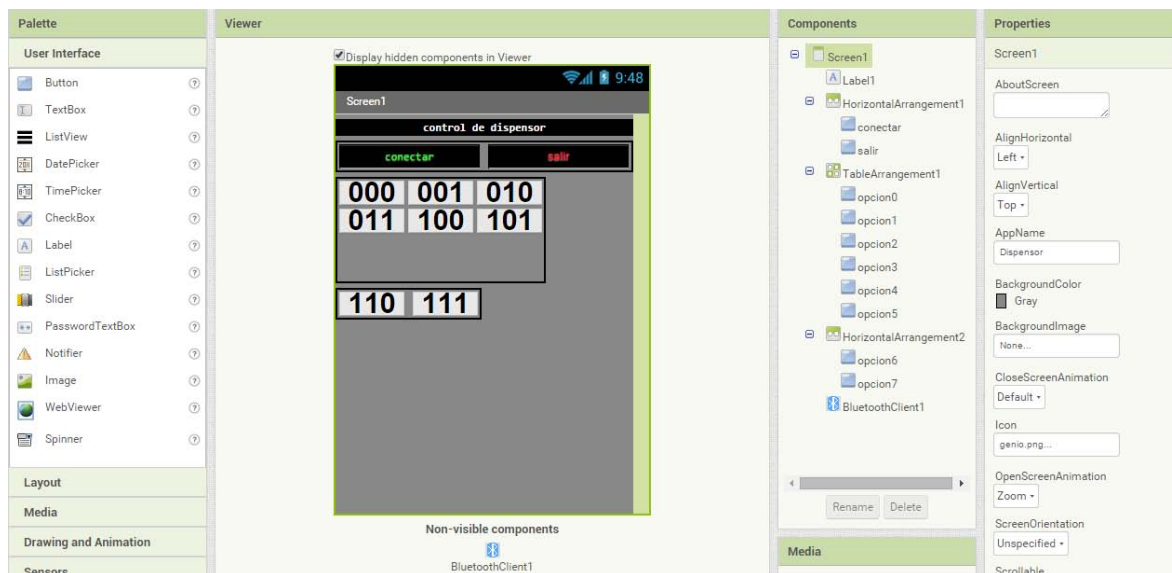 Palette
User Interface
Button
TextBox
ListView
DatePicker
TimePicker
CheckBox
Label
ListPicker
Slider
PasswordTextBox
Notifier
Image
WebViewer
Spinner
Layout
Media
Drawing and Animation
Sensors
Viewer
Display hidden components in Viewer
9:48
Screen1
control de dispensor
conectar salir
000 001 010
011 100 101
110 111
Non-visible components
BluetoothClient1
Components
Screen1
Label1
HorizontalArrangement1
conectar
salir
TableArrangement1
opcion0
opcion1
opcion2
opcion3
opcion4
opcion5
HorizontalArrangement2
opcion6
opcion7
BluetoothClient1
Rename Delete
Media
Properties
Screen1
AboutScreen
AlignHorizontal
Left
AlignVertical
Top
AppName
Dispensor
BackgroundColor
Gray
BackgroundImage
None...
CloseScreenAnimation
Default
Icon
genio.png...
OpenScreenAnimation
Zoom
ScreenOrientation
Unspecified
Scrollable